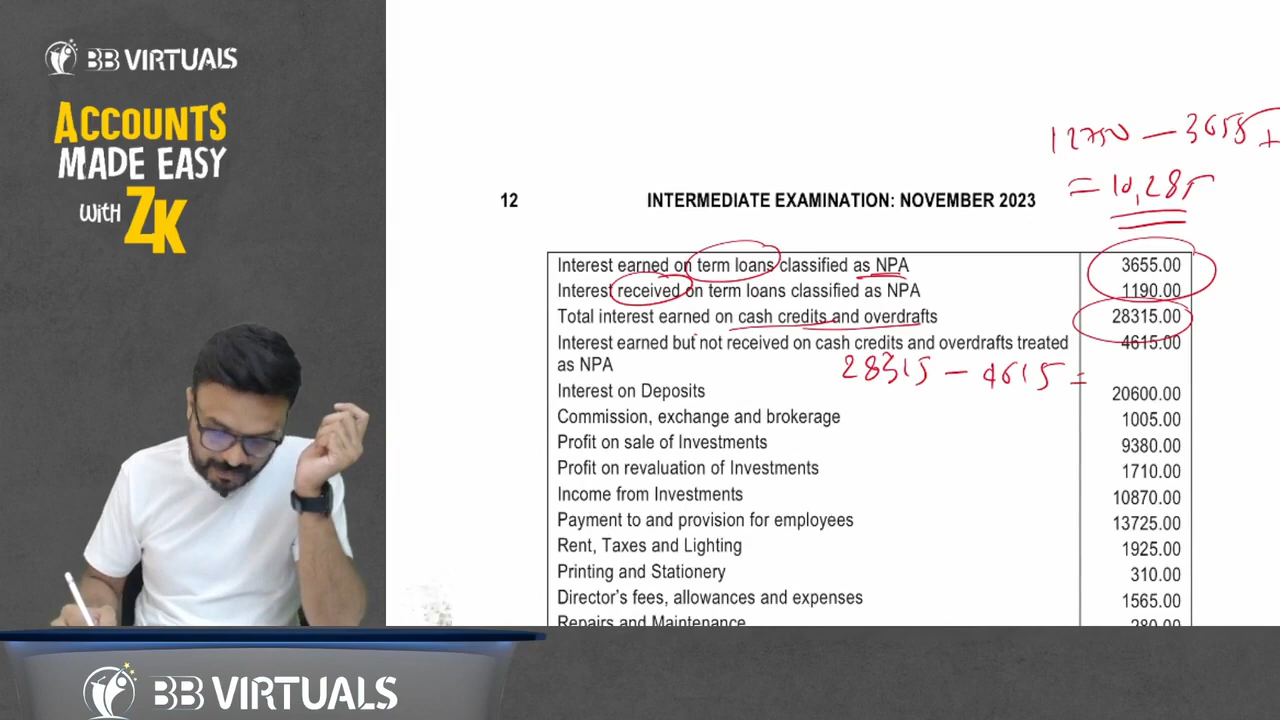 BB VIRTUALS
ACCOUNTS
MADE EASY
with ZK
12750 - 3655 +
= 10,285
12 INTERMEDIATE EXAMINATION: NOVEMBER 2023
Interest earned on term loans classified as NPA 3655.00
Interest received on term loans classified as NPA 1190.00
Total interest earned on cash credits and overdrafts 28315.00
Interest earned but not received on cash credits and overdrafts treated 4615.00
as NPA
28315 - 4615 =
Interest on Deposits 20600.00
Commission, exchange and brokerage 1005.00
Profit on sale of Investments 9380.00
Profit on revaluation of Investments 1710.00
Income from Investments 10870.00
Payment to and provision for employees 13725.00
Rent, Taxes and Lighting 1925.00
Printing and Stationery 310.00
Director's fees, allowances and expenses 1565.00
Repairs and Maintenance 280.00
BB VIRTUALS